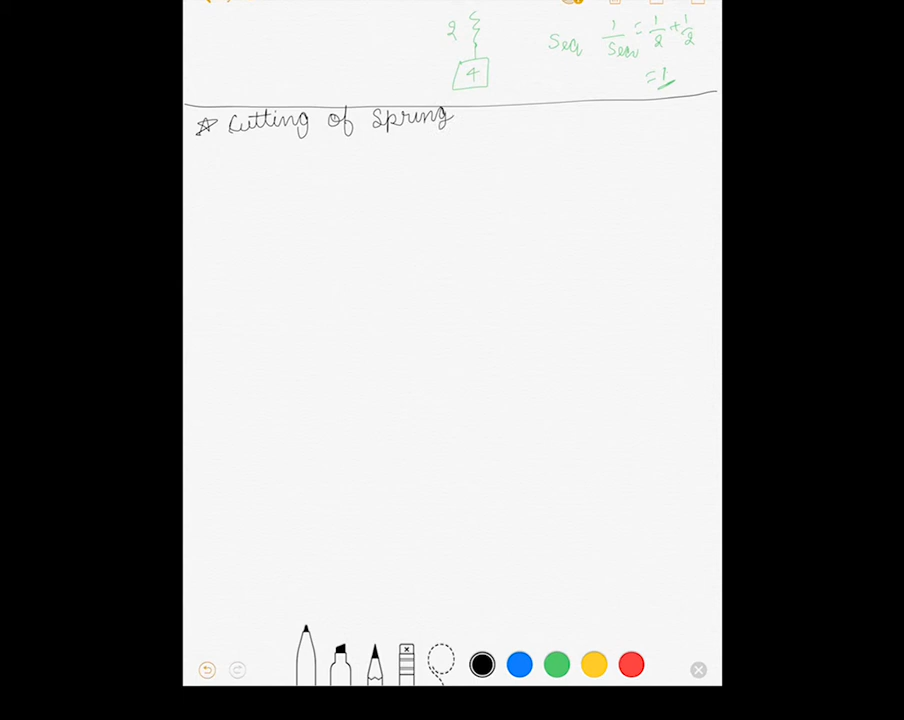 2
Seq 1/Seq = 1/2 + 1/2
4
= 1
☆ Cutting of Spring